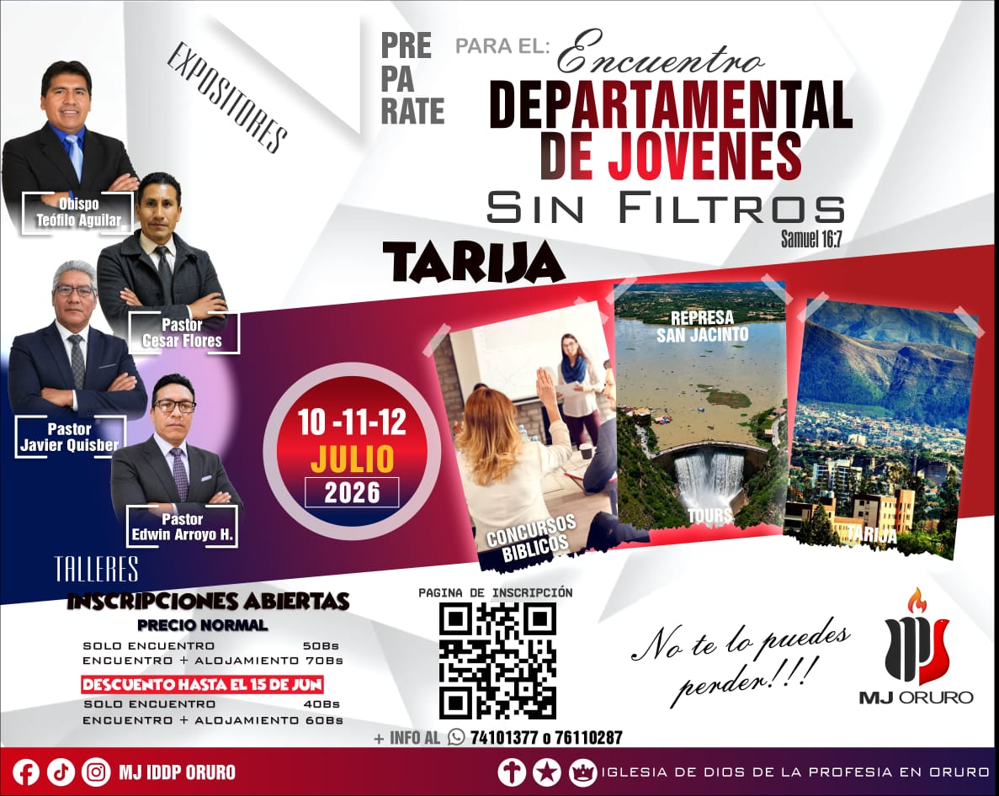 EXPOSITORES
PRE
PA
RATE
PARA EL:
Encuentro
DEPARTAMENTAL
DE JOVENES
SIN FILTROS
Samuel 16:7
TARIJA
Obispo
Teófilo Aguilar
Pastor
Cesar Flores
Pastor
Javier Quisber
Pastor
Edwin Arroyo H.
10 -11-12
JULIO
2026
CONCURSOS
BIBLICOS
REPRESA
SAN JACINTO
TOURS
TARIJA
TALLERES
INSCRIPCIONES ABIERTAS
PRECIO NORMAL
SOLO ENCUENTRO 50Bs
ENCUENTRO + ALOJAMIENTO 70Bs
DESCUENTO HASTA EL 15 DE JUN
SOLO ENCUENTRO 40Bs
ENCUENTRO + ALOJAMIENTO 60Bs
PAGINA DE INSCRIPCIÓN
+ INFO AL 74101377 o 76110287
No te lo puedes
perder!!!
MJ ORURO
MJ IDDP ORURO
IGLESIA DE DIOS DE LA PROFESIA EN ORURO